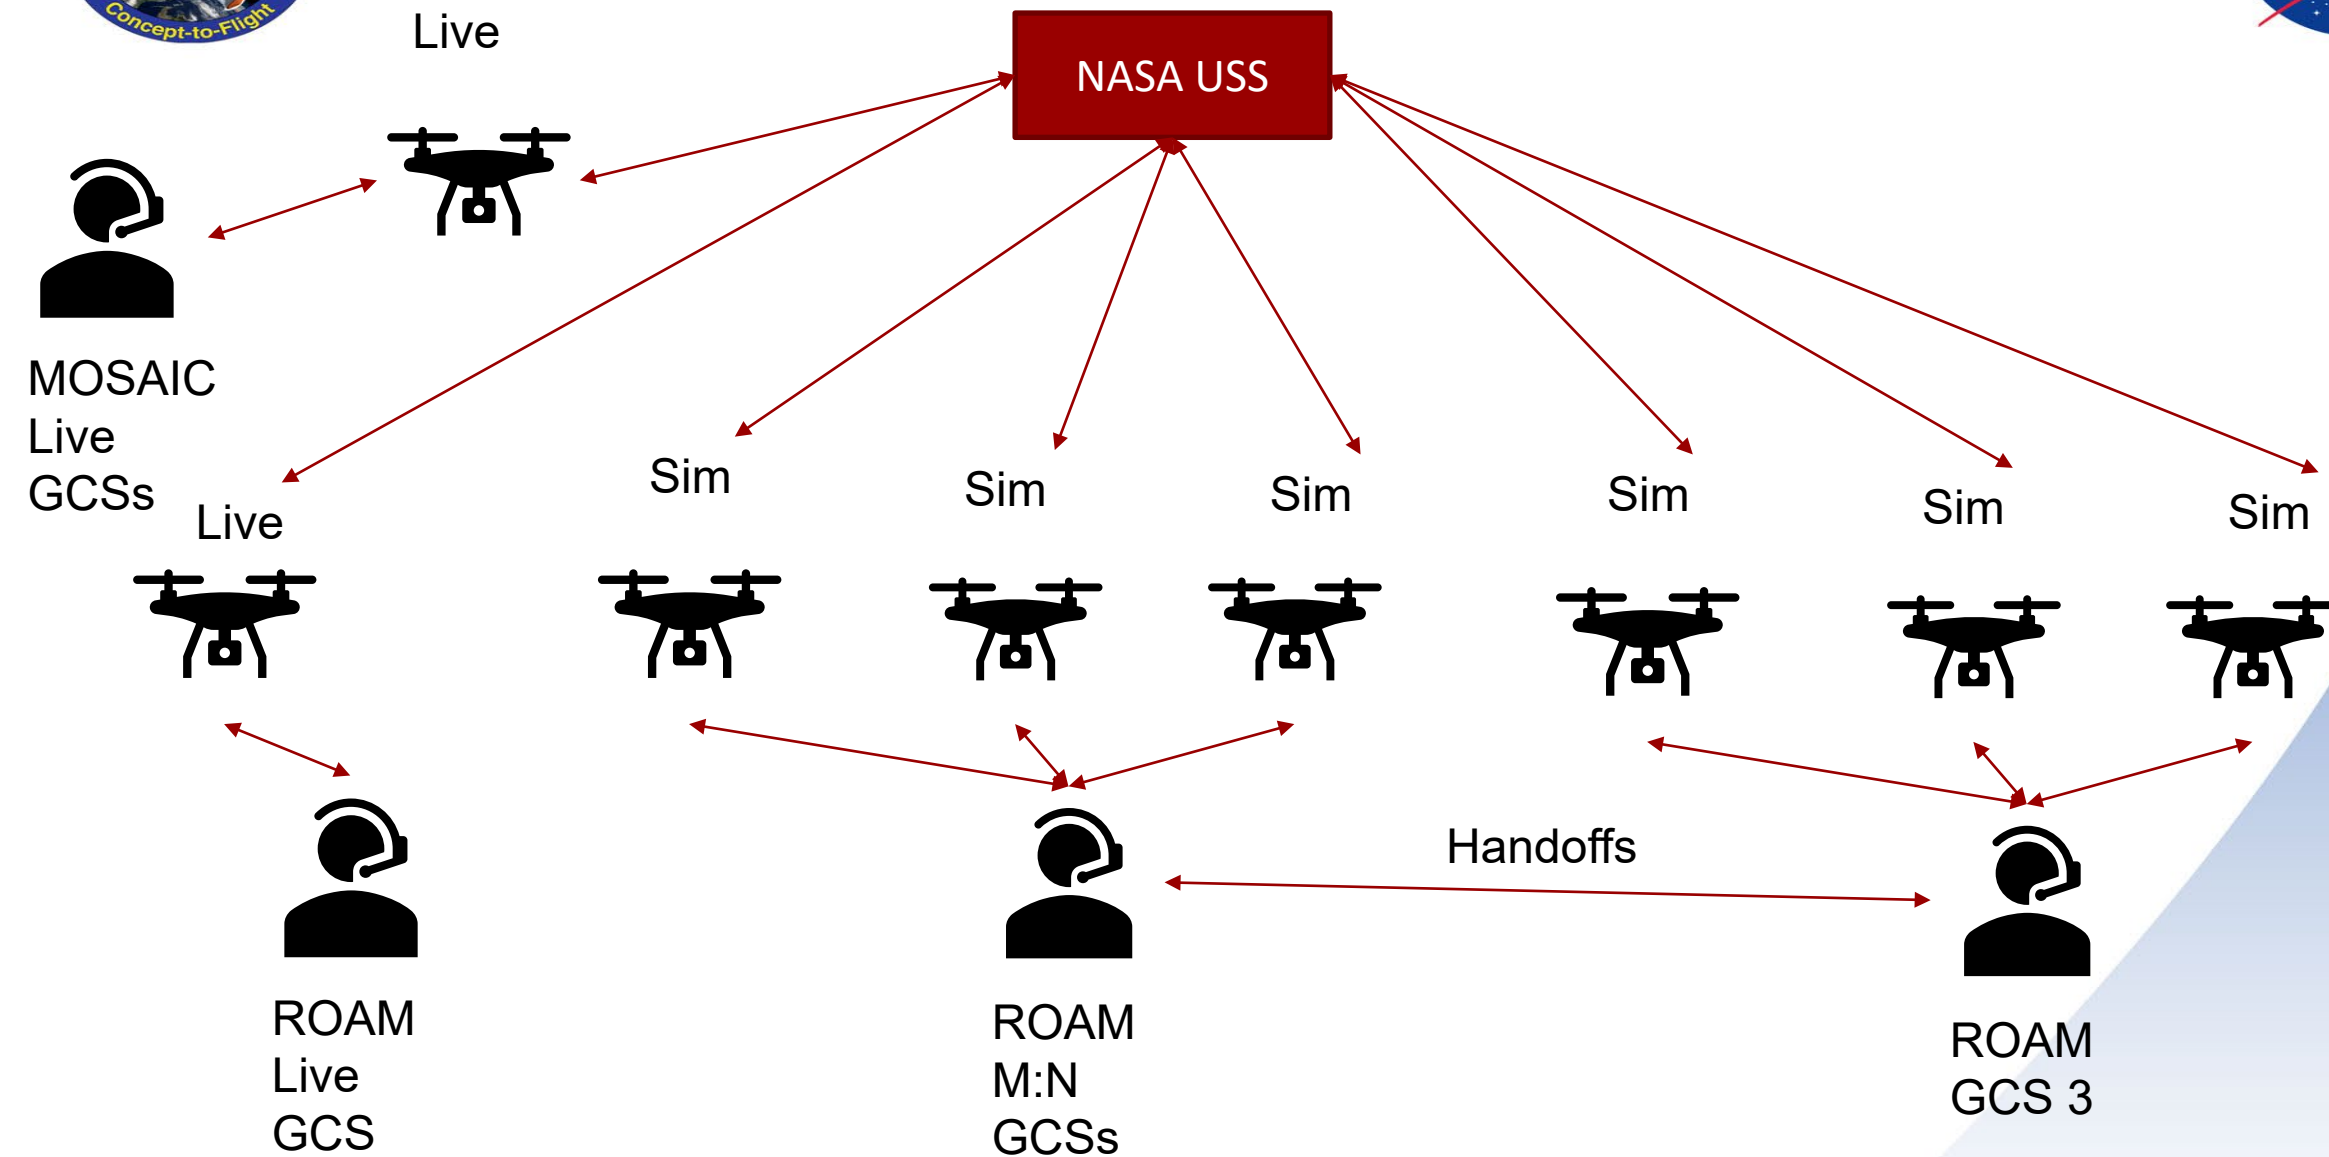 Concept-to-Flight
Live
NASA USS
MOSAIC
Live
GCSs
Live
Sim
Sim
Sim
Sim
Sim
Sim
Handoffs
ROAM
Live
GCS
ROAM
M:N
GCSs
ROAM
GCS 3